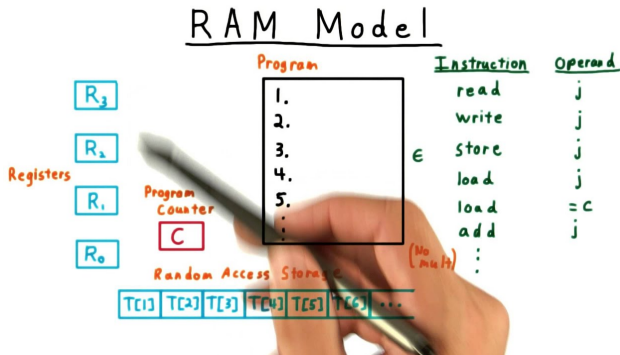 RAM Model
Program
Instruction Operand
1.
2.
3.
4.
5.
read j
write j
store j
load j
load =c
add j
(No mult)
∈
R3
R2
R1
R0
Registers
Program
Counter
C
Random Access Storage
T[1] T[2] T[3] T[4] T[5] T[6] ...